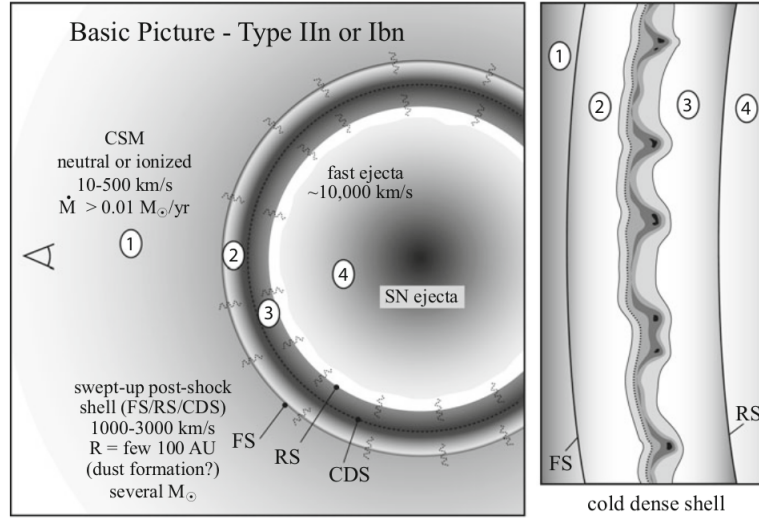 Basic Picture - Type IIn or Ibn
CSM
neutral or ionized
10-500 km/s
Ṁ > 0.01 M☉/yr
1
2
3
4
fast ejecta
~10,000 km/s
SN ejecta
swept-up post-shock
shell (FS/RS/CDS)
1000-3000 km/s
R = few 100 AU
(dust formation?)
several M☉
FS
RS
CDS
1
2
3
4
FS
RS
cold dense shell